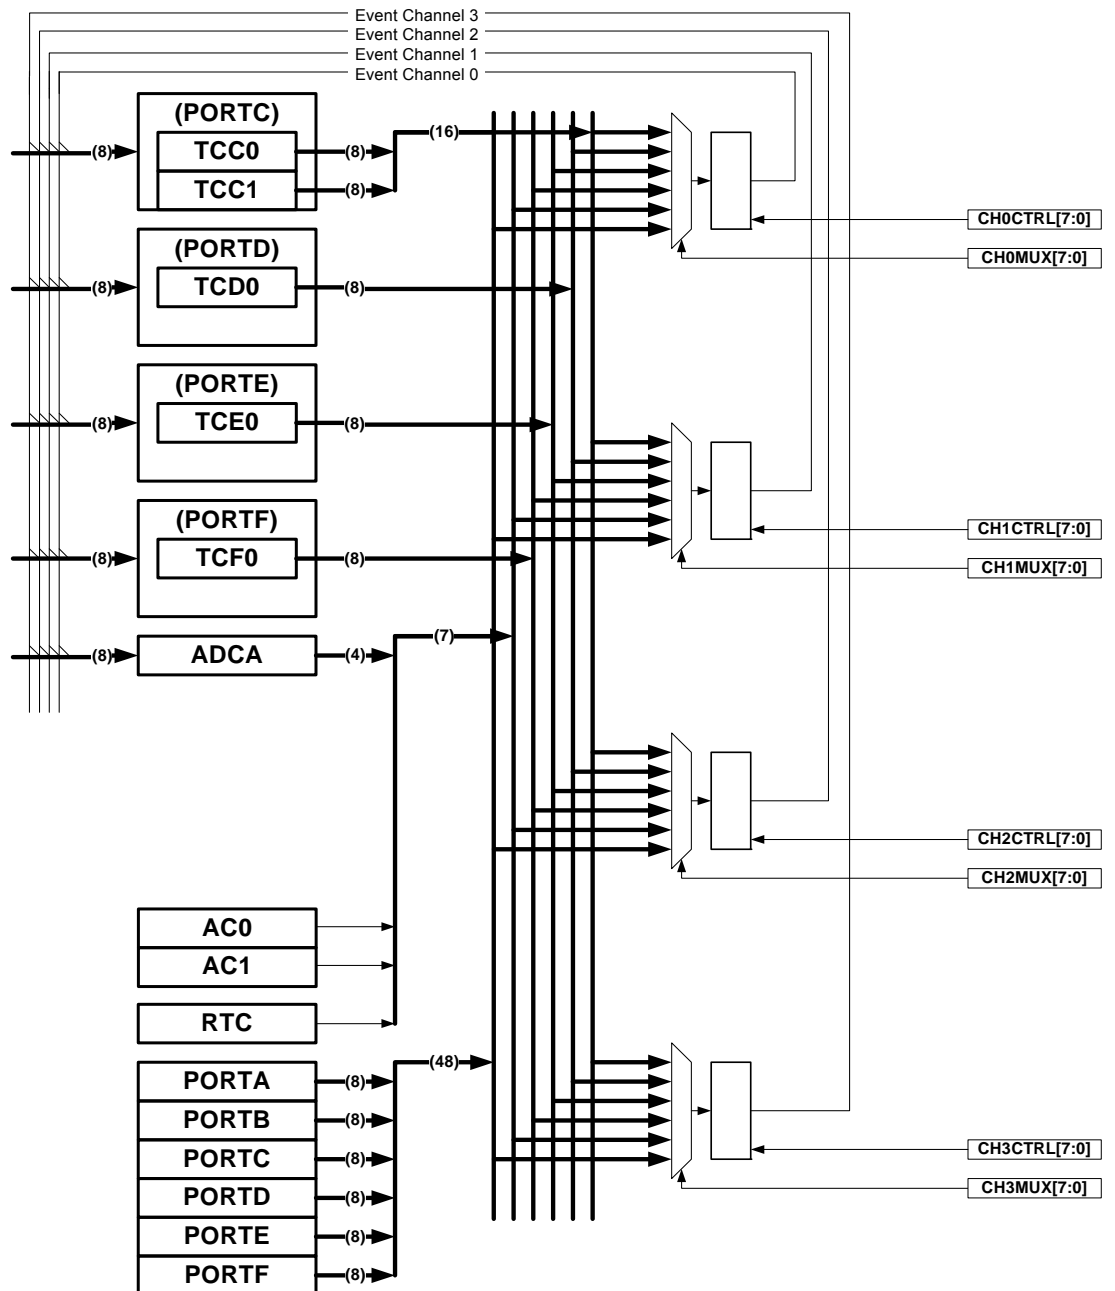 Event Channel 3
Event Channel 2
Event Channel 1
Event Channel 0
(PORTC)
(16)
(8) TCC0 (8)
TCC1 (8)
CH0CTRL[7:0]
(PORTD)
CH0MUX[7:0]
(8) TCD0 (8)
(PORTE)
(8) TCE0 (8)
(PORTF)
CH1CTRL[7:0]
(8) TCF0 (8)
CH1MUX[7:0]
(7)
(8) ADCA (4)
CH2CTRL[7:0]
CH2MUX[7:0]
AC0
AC1
RTC
(48)
PORTA (8)
PORTB (8)
CH3CTRL[7:0]
PORTC (8)
CH3MUX[7:0]
PORTD (8)
PORTE (8)
PORTF (8)